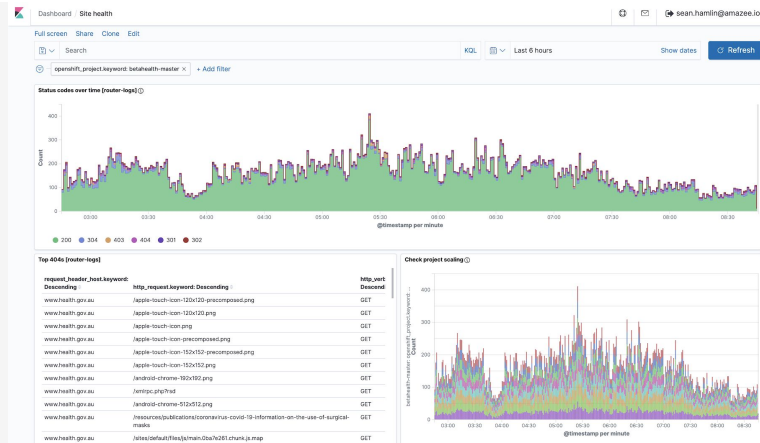 Dashboard Site health
sean.hamlin@amazee.io
Full screen Share Clone Edit
Search KQL Last 6 hours Show dates Refresh
openshift_project.keyword: betahealth-master × + Add filter
Status codes over time [router-logs]
400
300
200
100
0
Count
03:00 03:30 04:00 04:30 05:00 05:30 06:00 06:30 07:00 07:30 08:00 08:30
@timestamp per minute
200 304 403 404 301 302
Top 404s [router-logs]
request_header_host.keyword: Descending http_request.keyword: Descending http_vert Descend
www.health.gov.au /apple-touch-icon-120x120-precomposed.png GET
www.health.gov.au /apple-touch-icon-120x120.png GET
www.health.gov.au /apple-touch-icon.png GET
www.health.gov.au /apple-touch-icon-precomposed.png GET
www.health.gov.au /apple-touch-icon-152x152-precomposed.png GET
www.health.gov.au /apple-touch-icon-152x152.png GET
www.health.gov.au /android-chrome-192x192.png GET
www.health.gov.au /xmlrpc.php?rsd GET
www.health.gov.au /android-chrome-512x512.png GET
www.health.gov.au /resources/publications/coronavirus-covid-19-information-on-the-use-of-surgical- GET
masks
www.health.gov.au /sites/default/files/js/main.0ba7e261.chunk.js.map GET
Check project scaling
400
300
200
100
0
betahealth-master: openshift_project.keyword: ...
Count
03:00 03:30 04:00 04:30 05:00 05:30 06:00 06:30 07:00 07:30 08:00 08:30
@timestamp per minute